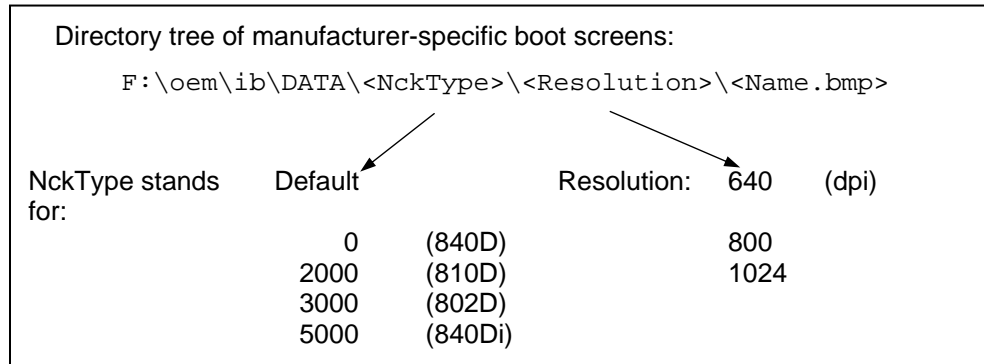 Directory tree of manufacturer-specific boot screens:
F:\oem\ib\DATA\<NckType>\<Resolution>\<Name.bmp>
NckType stands for: Default Resolution: 640 (dpi)
0 (840D) 800
2000 (810D) 1024
3000 (802D)
5000 (840Di)